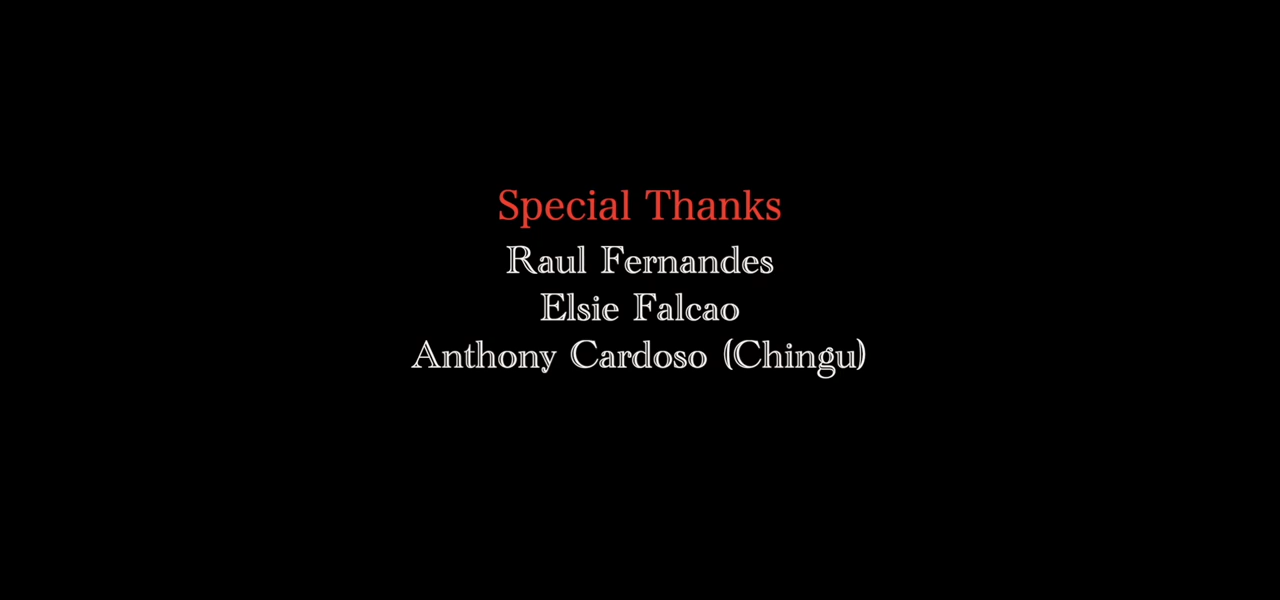 Special Thanks
Raul Fernandes
Elsie Falcao
Anthony Cardoso (Chingu)